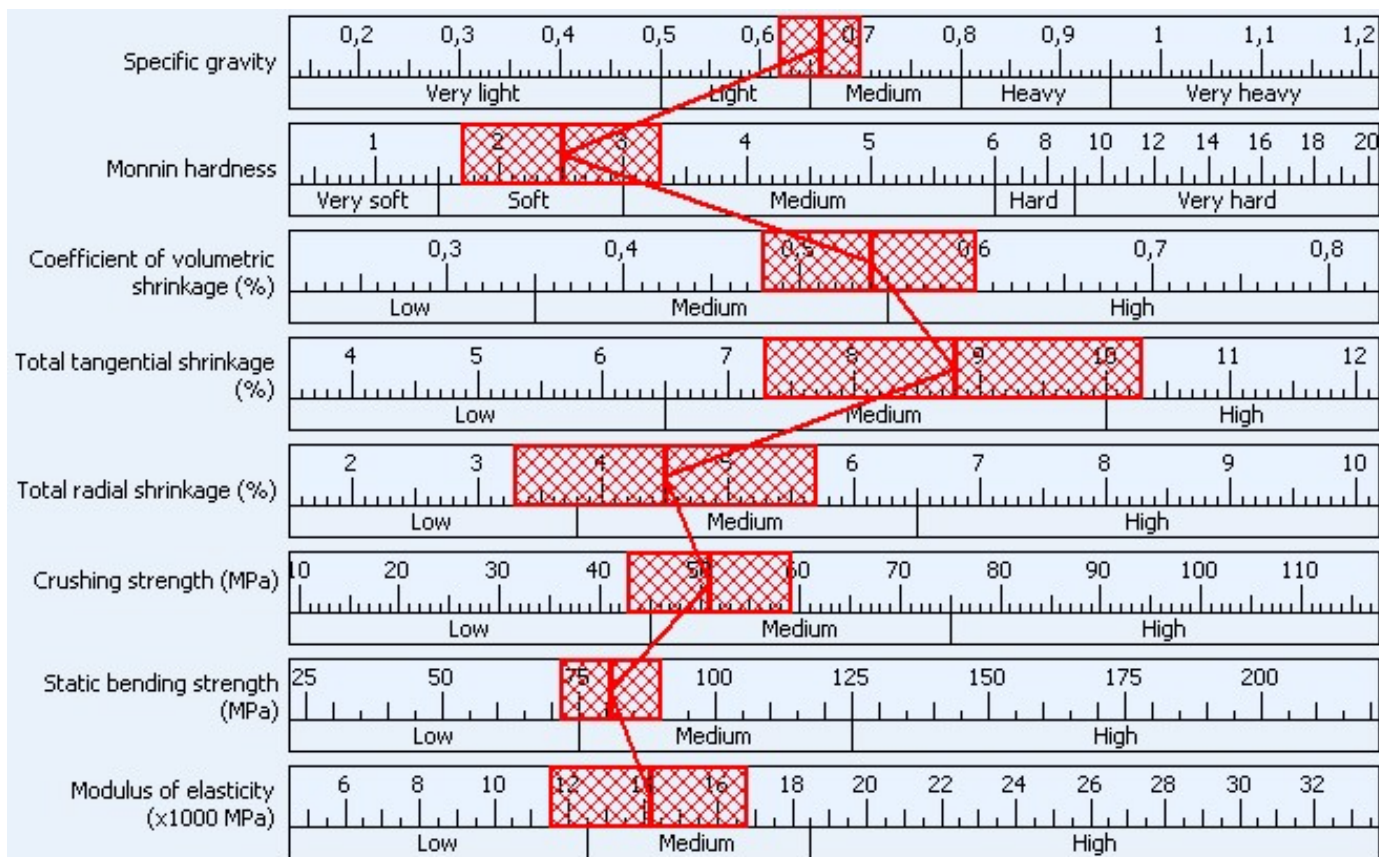 0,2 0,3 0,4 0,5 0,6 0,7 0,8 0,9 1 1,1 1,2
Specific gravity
Very light Light Medium Heavy Very heavy
1 2 3 4 5 6 8 10 12 14 16 18 20
Monnin hardness
Very soft Soft Medium Hard Very hard
0,3 0,4 0,5 0,6 0,7 0,8
Coefficient of volumetric
shrinkage (%)
Low Medium High
4 5 6 7 8 9 10 11 12
Total tangential shrinkage
(%)
Low Medium High
2 3 4 5 6 7 8 9 10
Total radial shrinkage (%)
Low Medium High
10 20 30 40 50 60 70 80 90 100 110
Crushing strength (MPa)
Low Medium High
25 50 75 100 125 150 175 200
Static bending strength
(MPa)
Low Medium High
6 8 10 12 14 16 18 20 22 24 26 28 30 32
Modulus of elasticity
(x1000 MPa)
Low Medium High